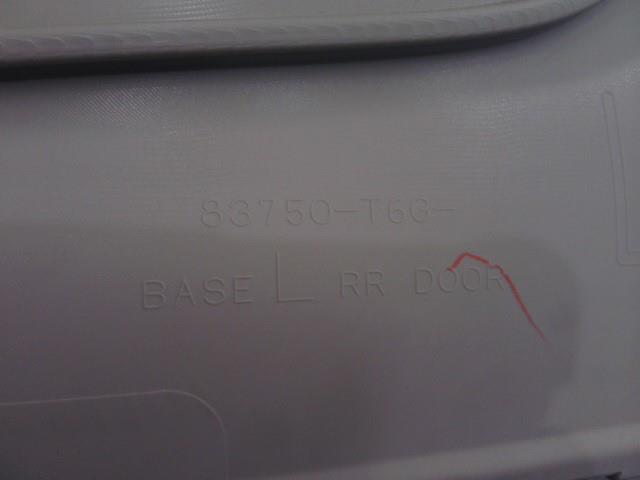 83750-T6G-
BASE L RR DOOR